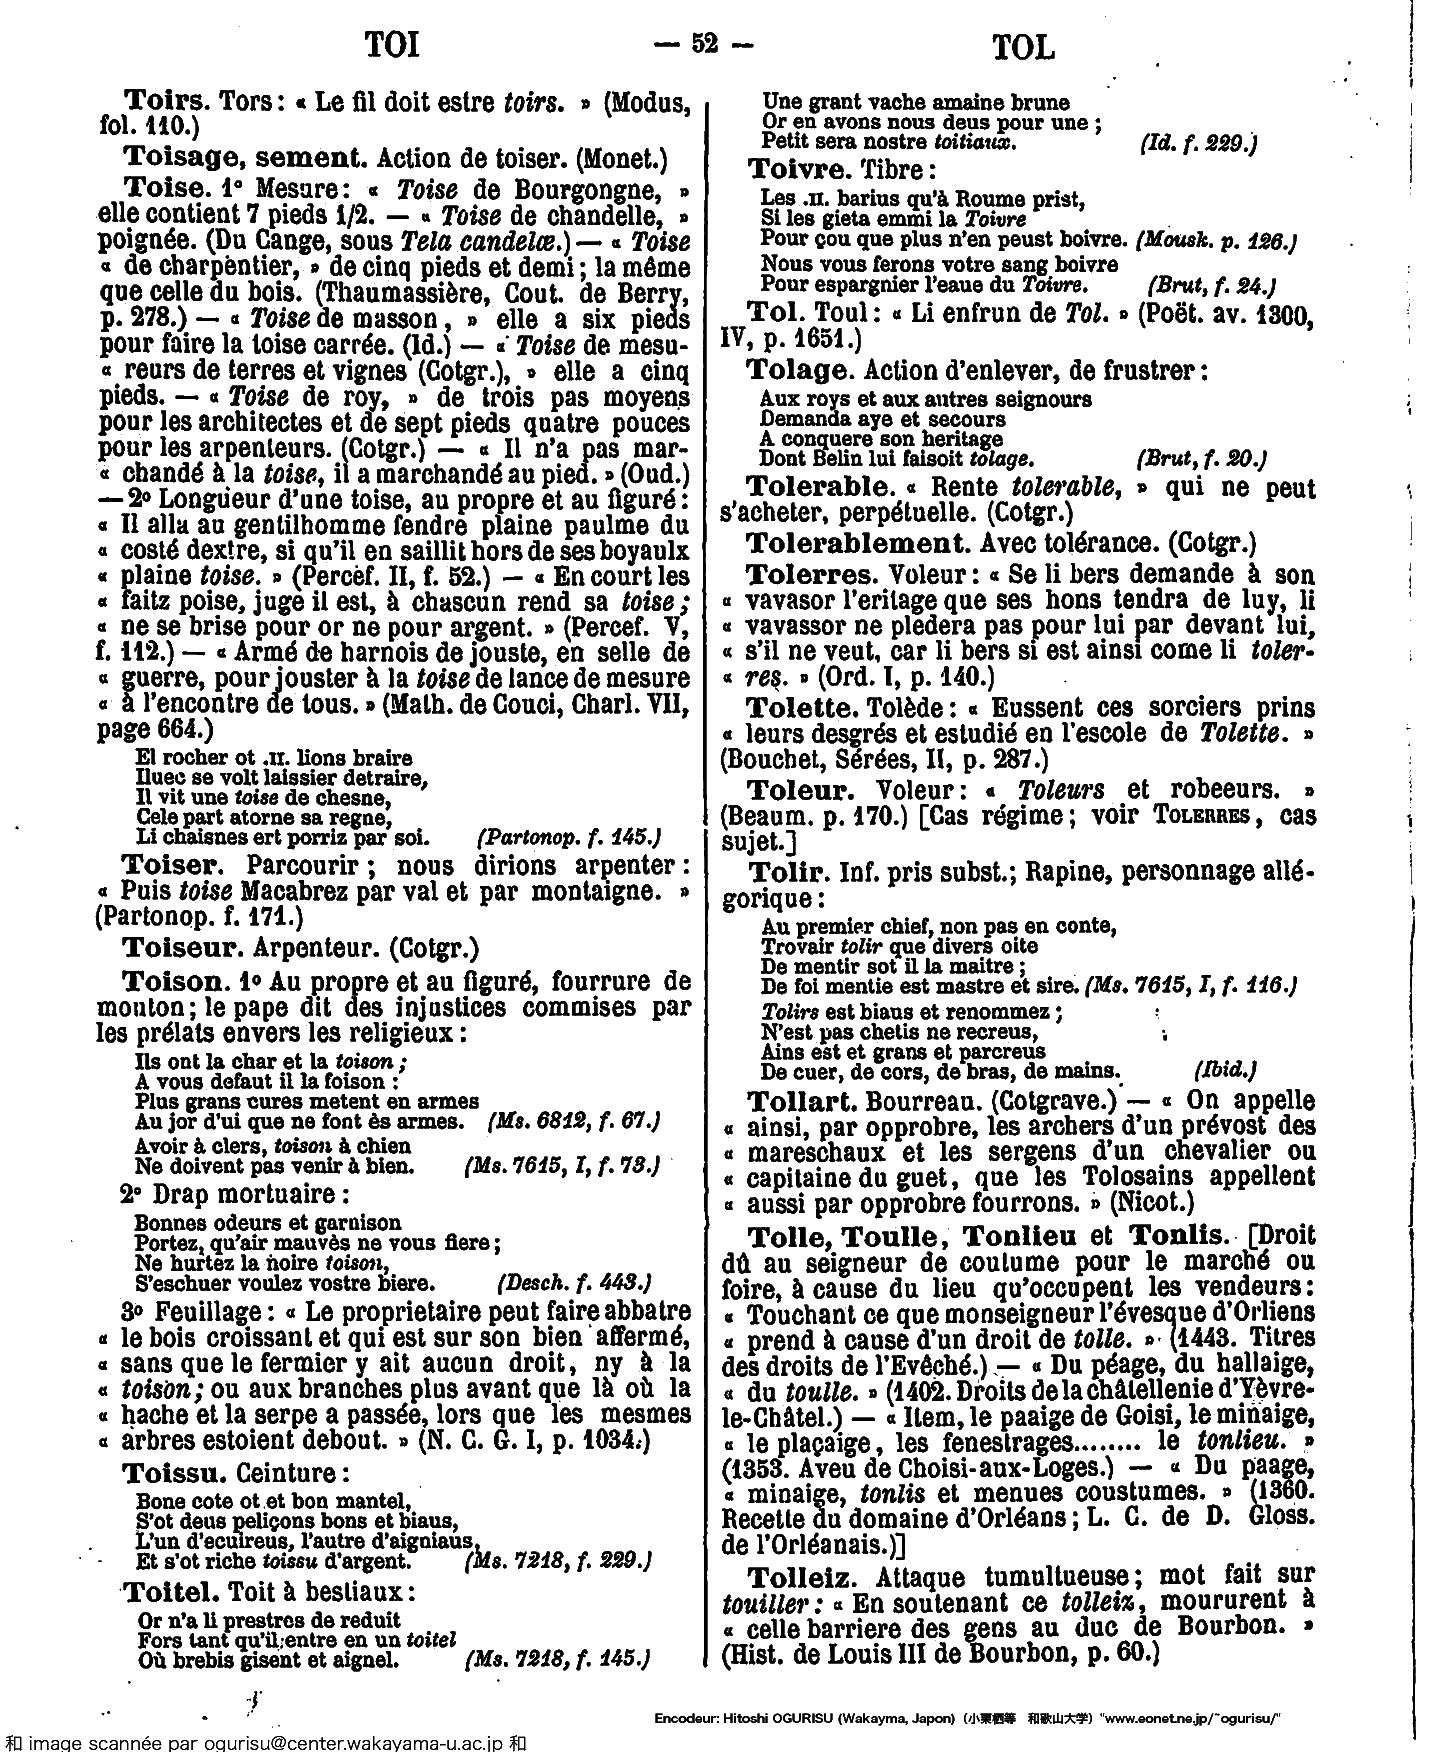 TOI
— 52 —
TOL
Toirs. Tors : « Le fil doit estre toirs. » (Modus,
fol. 110.)
Toisage, sement. Action de toiser. (Monet.)
Toise. 1° Mesure : « Toise de Bourgongne, »
elle contient 7 pieds 1/2. — « Toise de chandelle, »
poignée. (Du Cange, sous Tela candelæ.) — « Toise
« de charpentier, » de cinq pieds et demi ; la même
que celle du bois. (Thaumassière, Cout. de Berry,
p. 278.) — « Toise de masson, » elle a six pieds
pour faire la toise carrée. (Id.) — « Toise de mesu-
« reurs de terres et vignes (Cotgr.), » elle a cinq
pieds. — « Toise de roy, » de trois pas moyens
pour les architectes et de sept pieds quatre pouces
pour les arpenteurs. (Cotgr.) — « Il n'a pas mar-
« chandé à la toise, il a marchandé au pied. » (Oud.)
— 2° Longueur d'une toise, au propre et au figuré :
« Il alla au gentilhomme fendre plaine paulme du
« costé dextre, si qu'il en saillit hors de ses boyaulx
« plaine toise. » (Percef. II, f. 52.) — « En court les
« faitz poise, juge il est, à chascun rend sa toise ;
« ne se brise pour or ne pour argent. » (Percef. V,
f. 112.) — « Armé de harnois de jouste, en selle de
« guerre, pour jouster à la toise de lance de mesure
« à l'encontre de tous. » (Math. de Couci, Charl. VII,
page 664.)
El rocher ot .II. lions braire
Iluec se volt laissier detraire,
Il vit une toise de chesne,
Cele part atorne sa regne,
Li chaisnes ert porriz par soi. (Partonop. f. 145.)
Toiser. Parcourir ; nous dirions arpenter :
« Puis toise Macabrez par val et par montaigne. »
(Partonop. f. 171.)
Toiseur. Arpenteur. (Cotgr.)
Toison. 1° Au propre et au figuré, fourrure de
mouton ; le pape dit des injustices commises par
les prélats envers les religieux :
Ils ont la char et la toison ;
A vous defaut il la foison :
Plus grans cures metent en armes
Au jor d'ui que ne font ès armes. (Ms. 6812, f. 67.)
Avoir à clers, toison à chien
Ne doivent pas venir à bien. (Ms. 7615, I, f. 73.)
2° Drap mortuaire :
Bonnes odeurs et garnison
Portez, qu'air mauvès ne vous fiere ;
Ne hurtez la noire toison,
S'eschuer voulez vostre biere. (Desch. f. 443.)
3° Feuillage : « Le proprietaire peut faire abbatre
« le bois croissant et qui est sur son bien affermé,
« sans que le fermier y ait aucun droit, ny à la
« toison ; ou aux branches plus avant que là où la
« hache et la serpe a passée, lors que les mesmes
« arbres estoient debout. » (N. C. G. I, p. 1034.)
Toissu. Ceinture :
Bone cote ot et bon mantel,
S'ot deus peliçons bons et biaus,
L'un d'ecuireus, l'autre d'aigniaus,
Et s'ot riche toissu d'argent. (Ms. 7218, f. 229.)
Toitel. Toit à bestiaux :
Or n'a li prestres de reduit
Fors tant qu'il entre en un toitel
Où brebis gisent et aignel. (Ms. 7218, f. 145.)
Une grant vache amaine brune
Or en avons nous deus pour une ;
Petit sera nostre toitiaux. (Id. f. 229.)
Toivre. Tibre :
Les .II. barius qu'à Roume prist,
Si les gieta emmi la Toivre
Pour çou que plus n'en peust boivre. (Mousk. p. 126.)
Nous vous ferons votre sang boivre
Pour espargnier l'eaue du Toivre. (Brut, f. 24.)
Tol. Toul : « Li enfrun de Tol. » (Poët. av. 1300,
IV, p. 1651.)
Tolage. Action d'enlever, de frustrer :
Aux roys et aux autres seignours
Demanda aye et secours
A conquere son heritage
Dont Belin lui faisoit tolage. (Brut, f. 20.)
Tolerable. « Rente tolerable, » qui ne peut
s'acheter, perpétuelle. (Cotgr.)
Tolerablement. Avec tolérance. (Cotgr.)
Tolerres. Voleur : « Se li bers demande à son
« vavasor l'eritage que ses hons tendra de luy, li
« vavassor ne pledera pas pour lui par devant lui,
« s'il ne veut, car li bers si est ainsi come li toler-
« res. » (Ord. I, p. 140.)
Tolette. Tolède : « Eussent ces sorciers prins
« leurs desgrés et estudié en l'escole de Tolette. »
(Bouchet, Sérées, II, p. 287.)
Toleur. Voleur : « Toleurs et robeeurs. »
(Beaum. p. 170.) [Cas régime ; voir TOLERRES, cas
sujet.]
Tolir. Inf. pris subst. ; Rapine, personnage allé-
gorique :
Au premier chief, non pas en conte,
Trovair tolir que divers oite
De mentir sot il la maitre ;
De foi mentie est mastre et sire. (Ms. 7615, I, f. 116.)
Tolirs est biaus et renommez ;
N'est pas chetis ne recreus,
Ains est et grans et parcreus
De cuer, de cors, de bras, de mains. (Ibid.)
Tollart. Bourreau. (Cotgrave.) — « On appelle
« ainsi, par opprobre, les archers d'un prévost des
« mareschaux et les sergens d'un chevalier ou
« capitaine du guet, que les Tolosains appellent
« aussi par opprobre fourrons. » (Nicot.)
Tolle, Toulle, Tonlieu et Tonlis. [Droit
dû au seigneur de coutume pour le marché ou
foire, à cause du lieu qu'occupent les vendeurs :
« Touchant ce que monseigneur l'évesque d'Orliens
« prend à cause d'un droit de tolle. » (1443. Titres
des droits de l'Evêché.) — « Du péage, du hallaige,
« du toulle. » (1402. Droits de la châtellenie d'Yèvre-
le-Châtel.) — « Item, le paaige de Goisi, le minaige,
« le plaçaige, les fenestrages........ le tonlieu. »
(1353. Aveu de Choisi-aux-Loges.) — « Du paage,
« minaige, tonlis et menues coustumes. » (1360.
Recette du domaine d'Orléans ; L. C. de D. Gloss.
de l'Orléanais.)]
Tolleiz. Attaque tumultueuse ; mot fait sur
touiller : « En soutenant ce tolleiz, moururent à
« celle barriere des gens au duc de Bourbon. »
(Hist. de Louis III de Bourbon, p. 60.)
Encodeur: Hitoshi OGURISU (Wakayma, Japon) (小栗栖等 和歌山大学) "www.eonet.ne.jp/~ogurisu/"
和 image scannée par ogurisu@center.wakayama-u.ac.jp 和